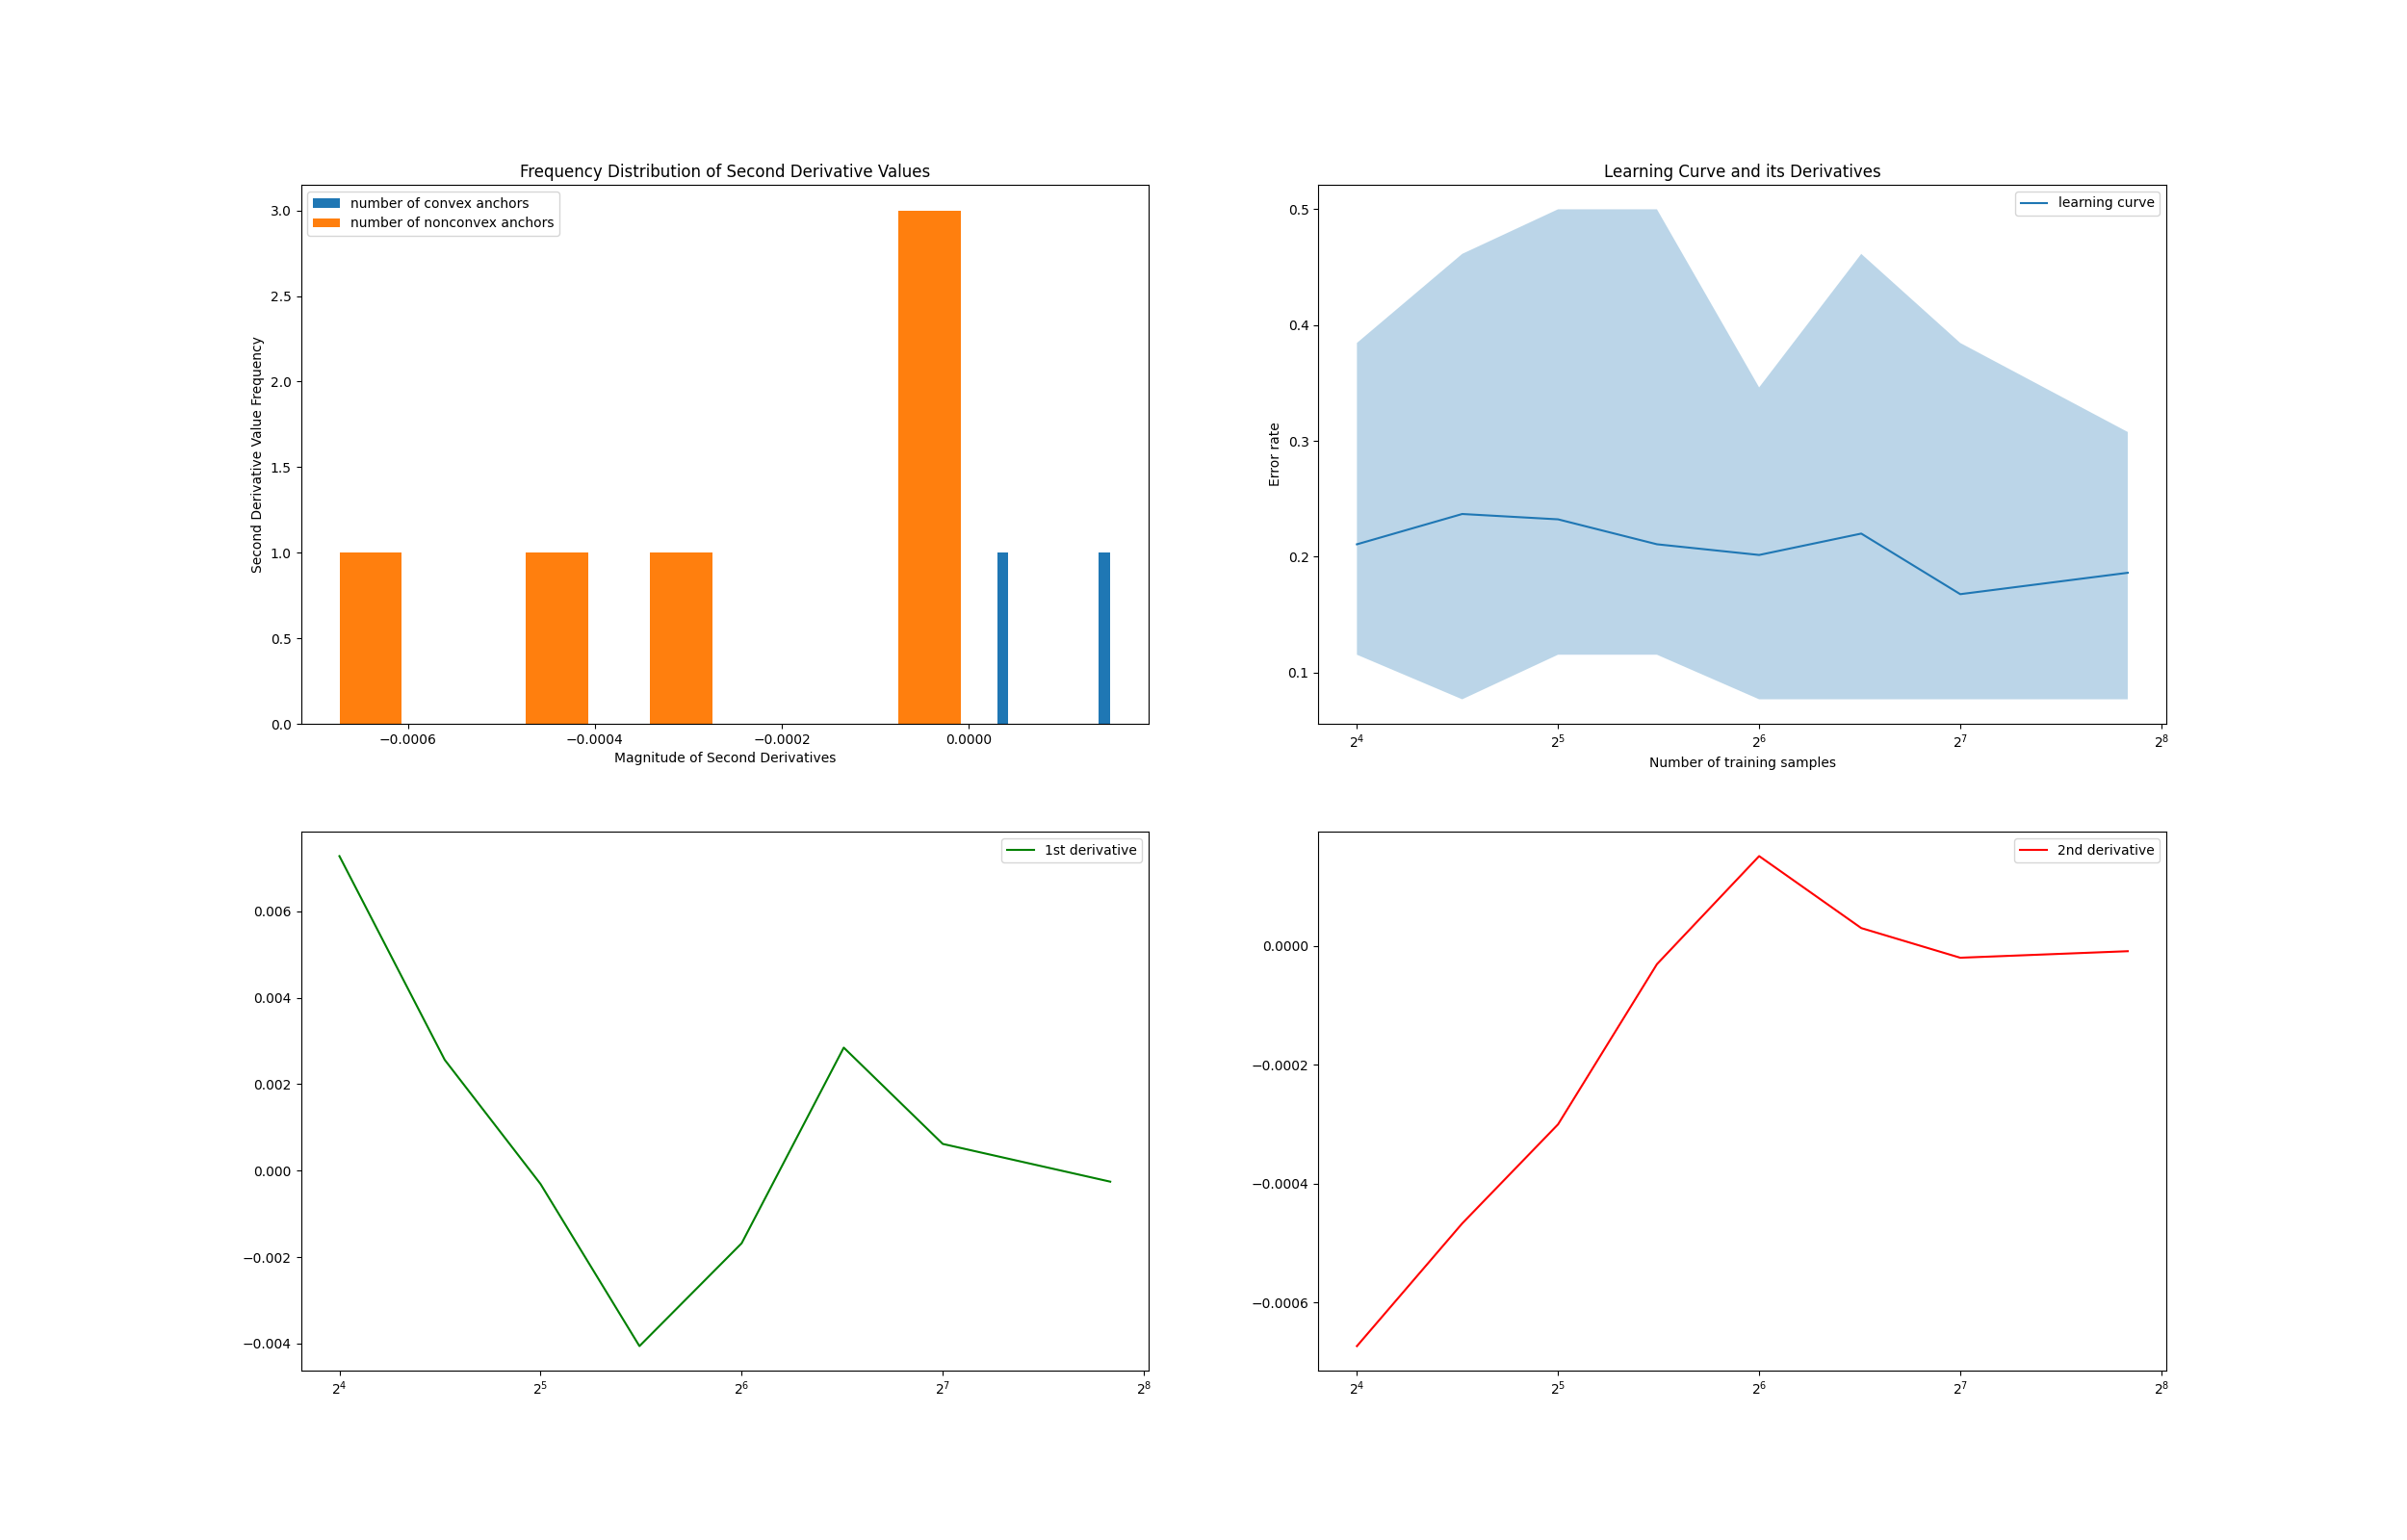 Frequency Distribution of Second Derivative Values
number of convex anchors
number of nonconvex anchors
3.0
2.5
2.0
1.5
1.0
0.5
0.0
Second Derivative Value Frequency
−0.0006 −0.0004 −0.0002 0.0000
Magnitude of Second Derivatives
Learning Curve and its Derivatives
learning curve
0.5
0.4
0.3
0.2
0.1
Error rate
2⁴ 2⁵ 2⁶ 2⁷ 2⁸
Number of training samples
1st derivative
0.006
0.004
0.002
0.000
−0.002
−0.004
2⁴ 2⁵ 2⁶ 2⁷ 2⁸
2nd derivative
0.0000
−0.0002
−0.0004
−0.0006
2⁴ 2⁵ 2⁶ 2⁷ 2⁸